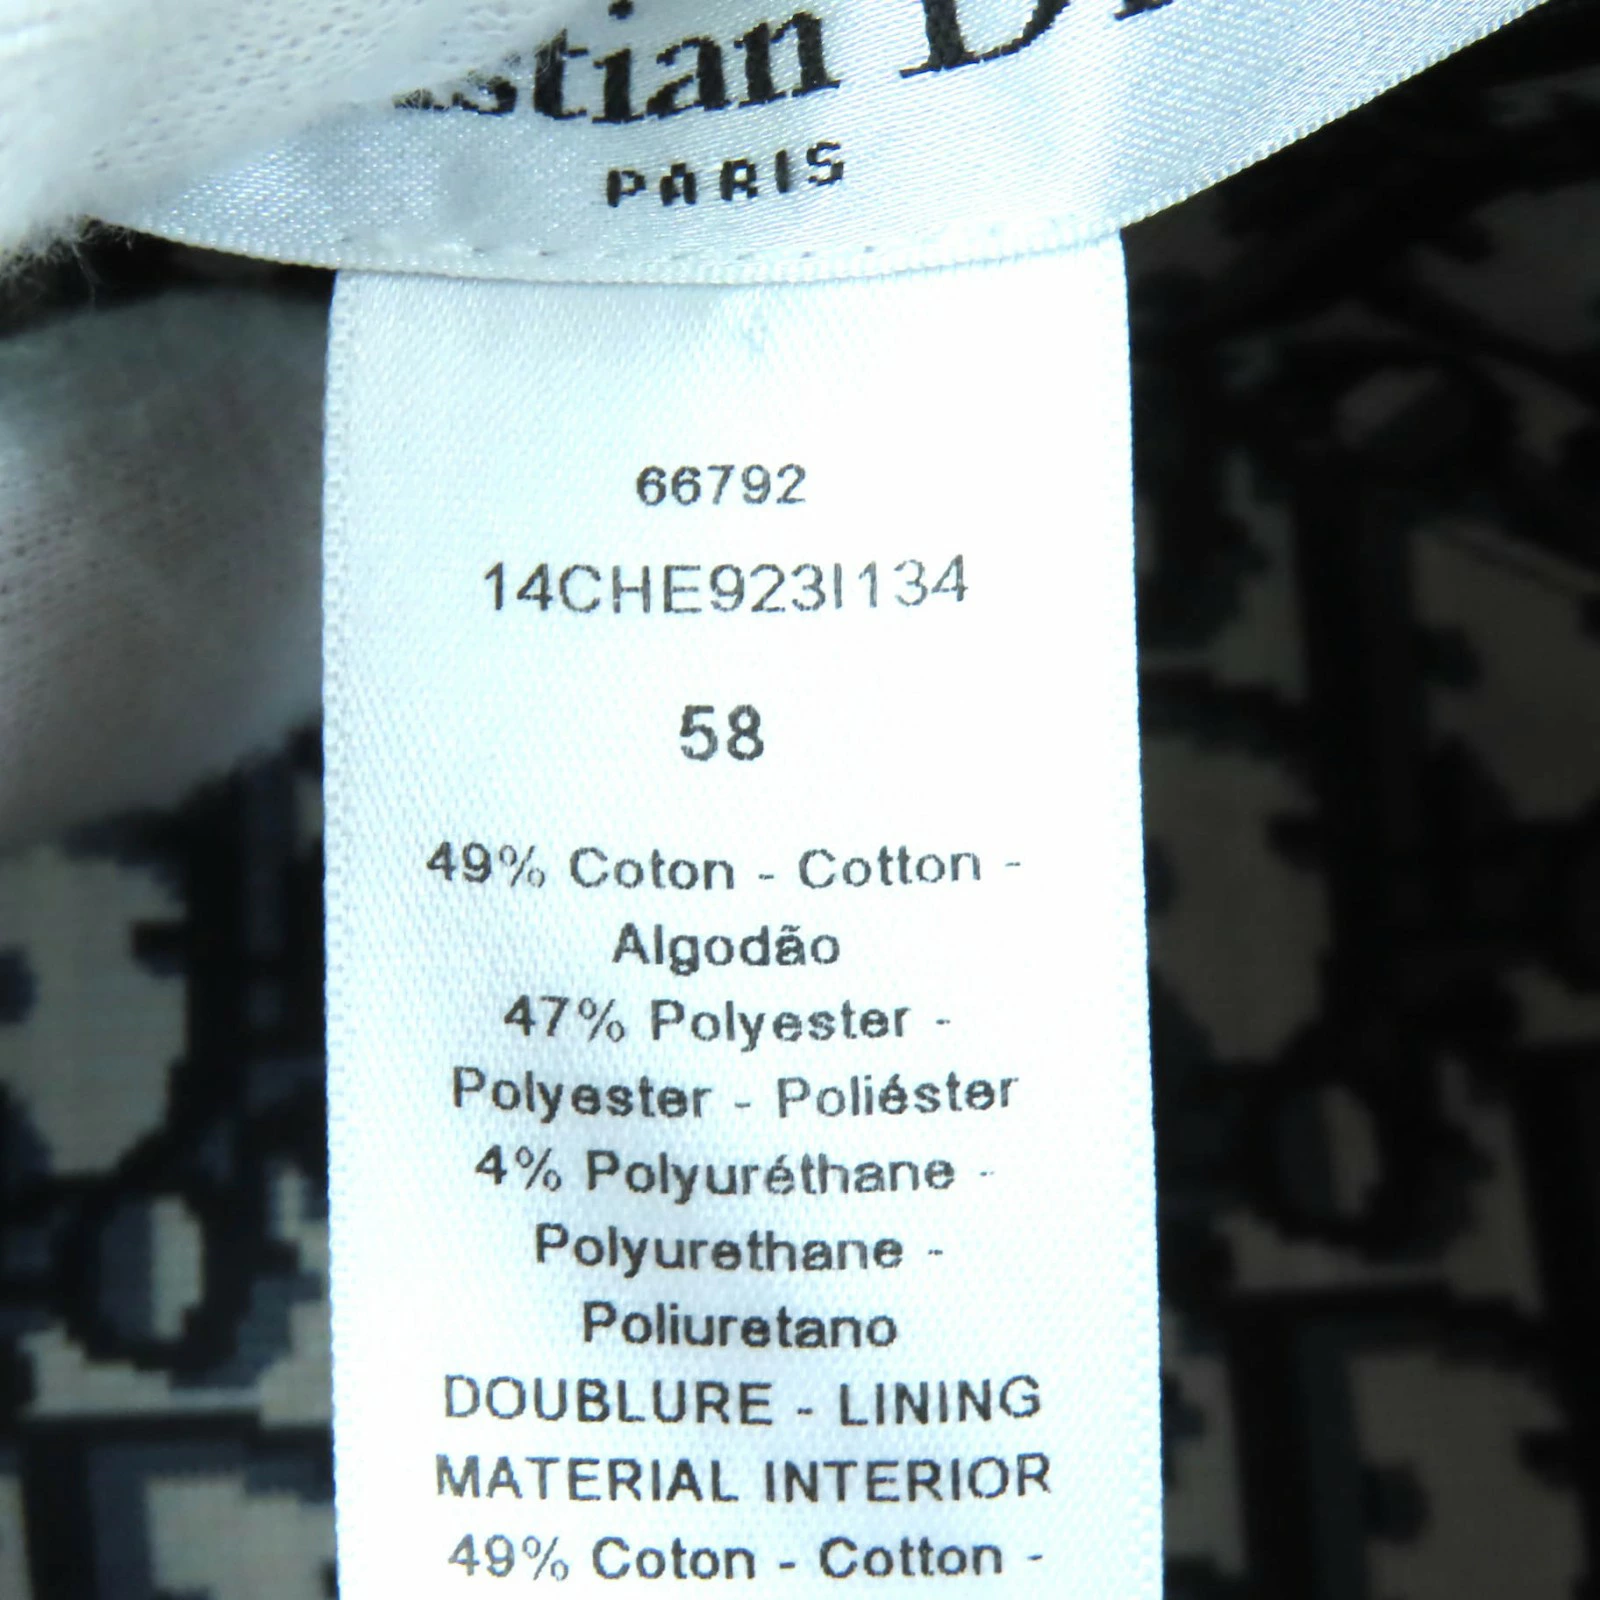 stian D
PARIS
66792
14CHE923I134
58
49% Coton - Cotton -
Algodão
47% Polyester -
Polyester - Poliéster
4% Polyuréthane -
Polyurethane -
Poliuretano
DOUBLURE - LINING
MATERIAL INTERIOR
49% Coton - Cotton -